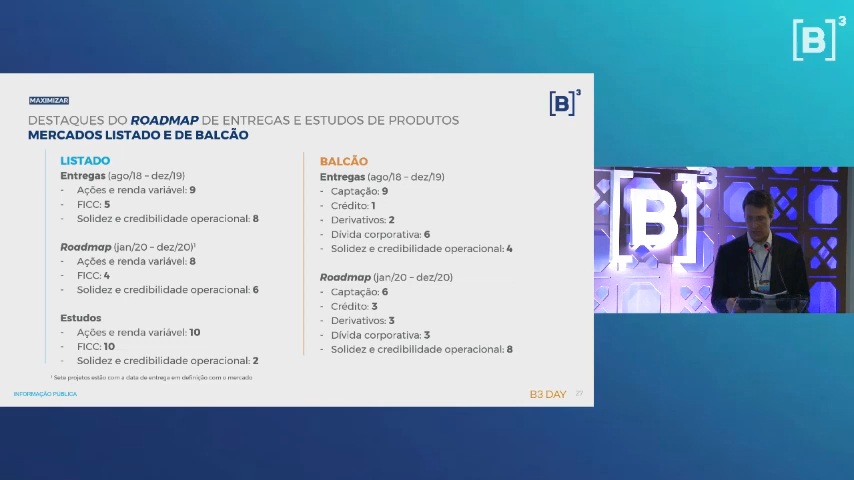 [B]³
MAXIMIZAR
[B]³
DESTAQUES DO ROADMAP DE ENTREGAS E ESTUDOS DE PRODUTOS
MERCADOS LISTADO E DE BALCÃO
LISTADO
Entregas (ago/18 – dez/19)
- Ações e renda variável: 9
- FICC: 5
- Solidez e credibilidade operacional: 8
Roadmap (jan/20 – dez/20)¹
- Ações e renda variável: 8
- FICC: 4
- Solidez e credibilidade operacional: 6
Estudos
- Ações e renda variável: 10
- FICC: 10
- Solidez e credibilidade operacional: 2
¹ Sete projetos estão com a data de entrega em definição com o mercado
BALCÃO
Entregas (ago/18 – dez/19)
- Captação: 9
- Crédito: 1
- Derivativos: 2
- Dívida corporativa: 6
- Solidez e credibilidade operacional: 4
Roadmap (jan/20 – dez/20)
- Captação: 6
- Crédito: 3
- Derivativos: 3
- Dívida corporativa: 3
- Solidez e credibilidade operacional: 8
INFORMAÇÃO PÚBLICA
B3 DAY 27
[B]³